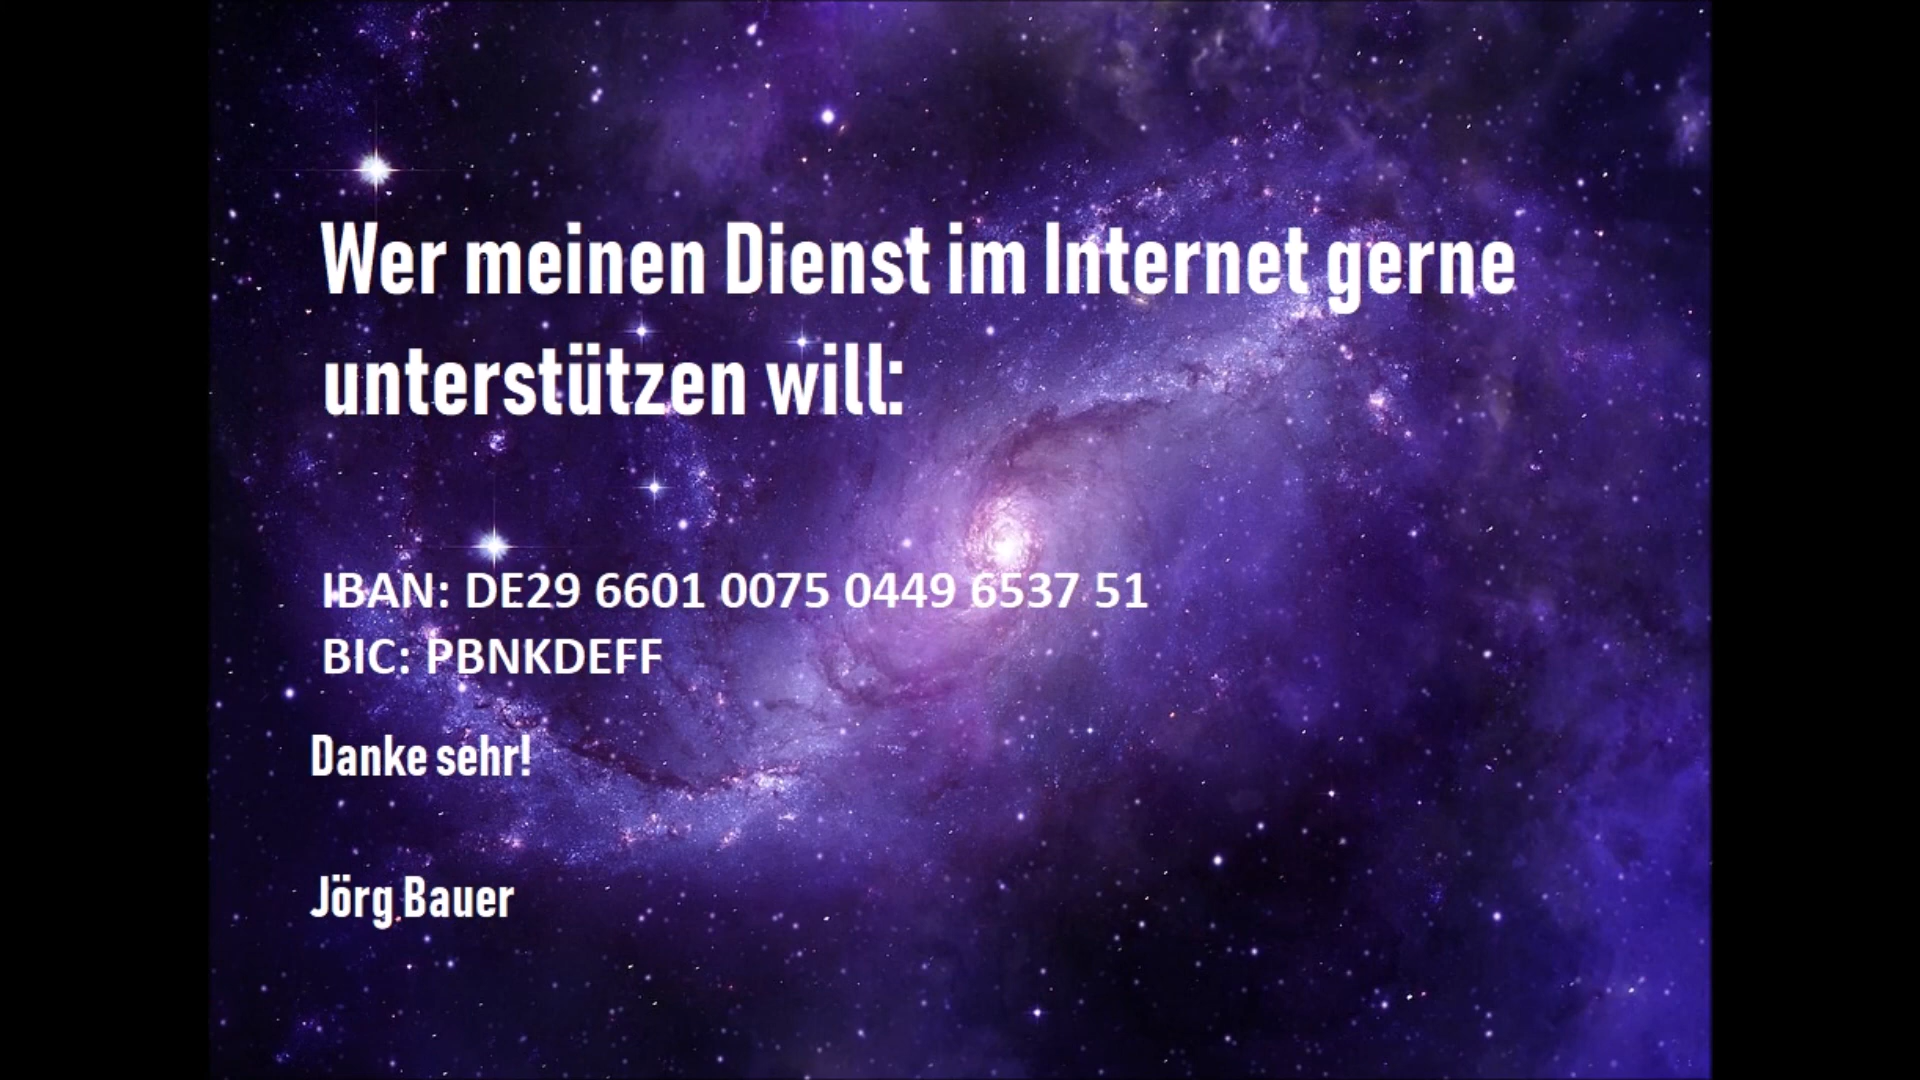 Wer meinen Dienst im Internet gerne
unterstützen will:
IBAN: DE29 6601 0075 0449 6537 51
BIC: PBNKDEFF
Danke sehr!
Jörg Bauer